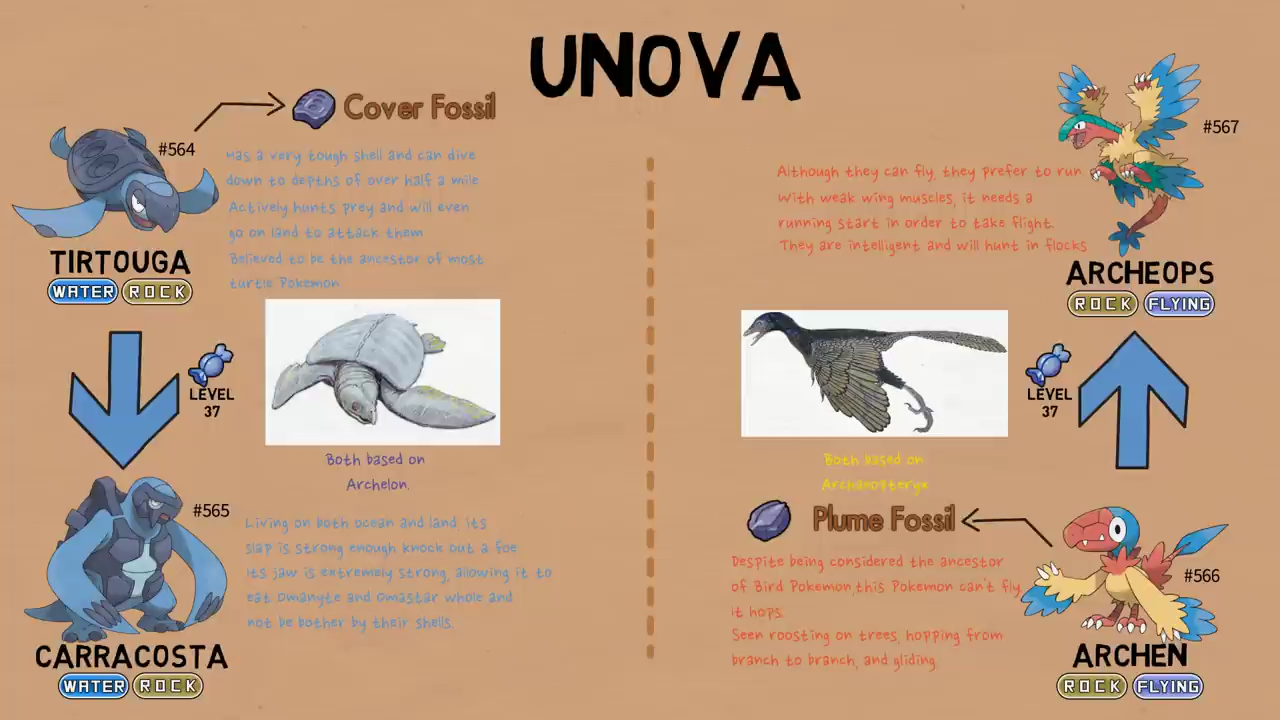 UNOVA
Cover Fossil
#564
Has a very tough shell and can dive
down to depths of over half a mile
Actively hunts prey and will even
go on land to attack them
Believed to be the ancestor of most
turtle Pokemon
TIRTOUGA
WATER ROCK
LEVEL
37
Both based on
Archelon.
#565
Living on both ocean and land, its
slap is strong enough knock out a foe
Its jaw is extremely strong, allowing it to
eat Omanyte and Omastar whole and
not be bother by their shells.
CARRACOSTA
WATER ROCK
#567
Although they can fly, they prefer to run
With weak wing muscles, it needs a
running start in order to take flight.
They are intelligent and will hunt in flocks
ARCHEOPS
ROCK FLYING
LEVEL
37
Both based on
Archaeopteryx
Plume Fossil
Despite being considered the ancestor
of Bird Pokemon,this Pokemon can't fly,
it hops.
Seen roosting on trees, hopping from
branch to branch, and gliding.
#566
ARCHEN
ROCK FLYING